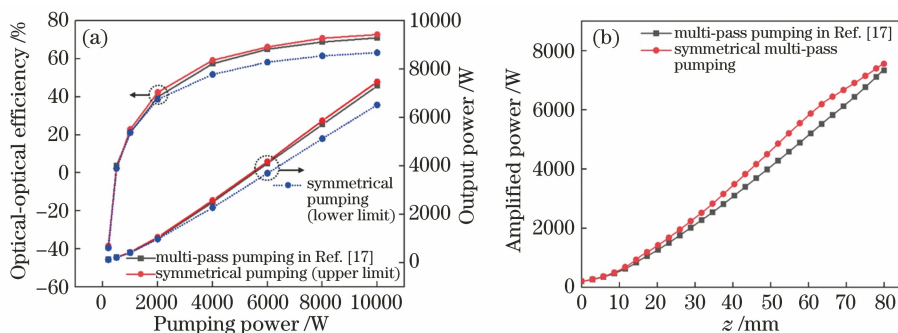 (a)
Optical-optical efficiency /%
80
60
40
20
0
−20
−40
−60
0
2000
4000
6000
8000
10000
Pumping power /W
10000
8000
6000
4000
2000
0
Output power /W
symmetrical
pumping
(lower limit)
multi-pass pumping in Ref. [17]
symmetrical pumping (upper limit)
(b)
Amplified power /W
8000
6000
4000
2000
0
0
10
20
30
40
50
60
70
80
z /mm
multi-pass pumping in Ref. [17]
symmetrical multi-pass
pumping